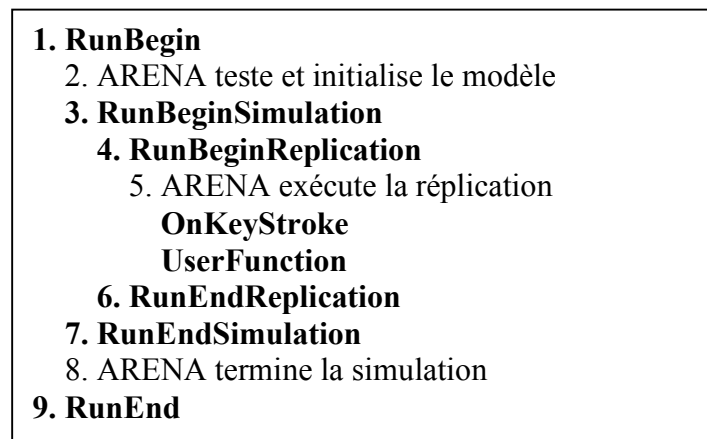 1. RunBegin
2. ARENA teste et initialise le modèle
3. RunBeginSimulation
4. RunBeginReplication
5. ARENA exécute la réplication
OnKeyStroke
UserFunction
6. RunEndReplication
7. RunEndSimulation
8. ARENA termine la simulation
9. RunEnd